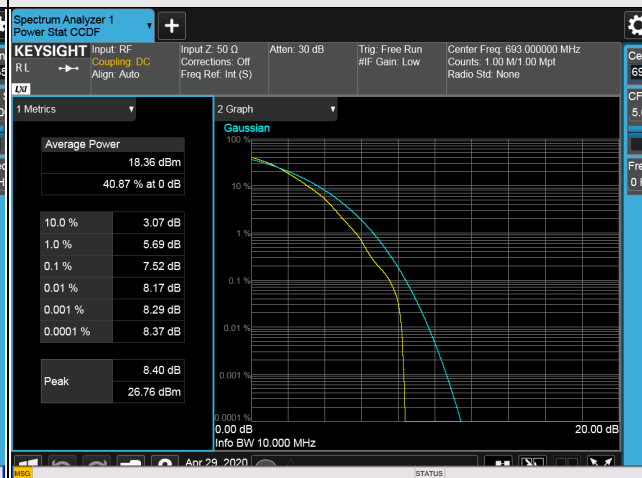 Spectrum Analyzer 1
Power Stat CCDF
+
KEYSIGHT
R L
LXI
Input: RF
Coupling: DC
Align: Auto
Input Z: 50 Ω
Corrections: Off
Freq Ref: Int (S)
Atten: 30 dB
Trig: Free Run
#IF Gain: Low
Center Freq: 693.000000 MHz
Counts: 1.00 M/1.00 Mpt
Radio Std: None
1 Metrics
Average Power
18.36 dBm
40.87 % at 0 dB
10.0 % 3.07 dB
1.0 % 5.69 dB
0.1 % 7.52 dB
0.01 % 8.17 dB
0.001 % 8.29 dB
0.0001 % 8.37 dB
Peak
8.40 dB
26.76 dBm
2 Graph
Gaussian
100 %
10 %
1 %
0.1 %
0.01 %
0.001 %
0.0001 %
0.00 dB
20.00 dB
Info BW 10.000 MHz
Apr 29, 2020
MSG
STATUS